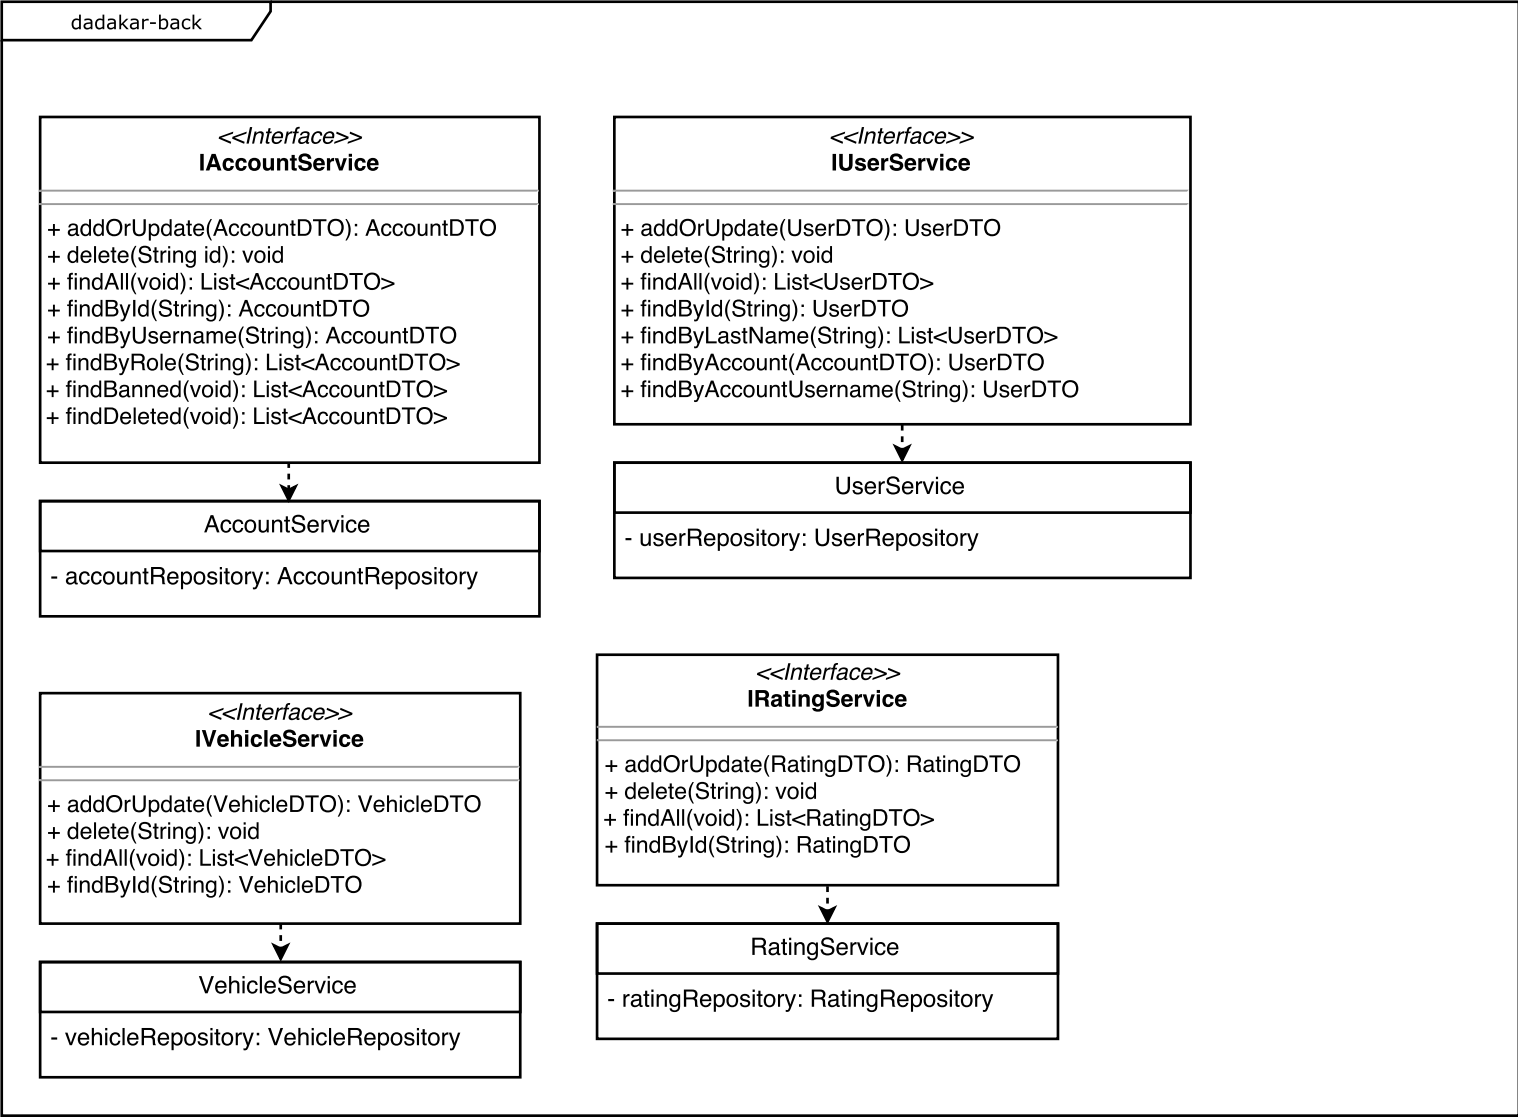 dadakar-back
<<Interface>>
IAccountService
+ addOrUpdate(AccountDTO): AccountDTO
+ delete(String id): void
+ findAll(void): List<AccountDTO>
+ findById(String): AccountDTO
+ findByUsername(String): AccountDTO
+ findByRole(String): List<AccountDTO>
+ findBanned(void): List<AccountDTO>
+ findDeleted(void): List<AccountDTO>
AccountService
- accountRepository: AccountRepository
<<Interface>>
IUserService
+ addOrUpdate(UserDTO): UserDTO
+ delete(String): void
+ findAll(void): List<UserDTO>
+ findById(String): UserDTO
+ findByLastName(String): List<UserDTO>
+ findByAccount(AccountDTO): UserDTO
+ findByAccountUsername(String): UserDTO
UserService
- userRepository: UserRepository
<<Interface>>
IVehicleService
+ addOrUpdate(VehicleDTO): VehicleDTO
+ delete(String): void
+ findAll(void): List<VehicleDTO>
+ findById(String): VehicleDTO
VehicleService
- vehicleRepository: VehicleRepository
<<Interface>>
IRatingService
+ addOrUpdate(RatingDTO): RatingDTO
+ delete(String): void
+ findAll(void): List<RatingDTO>
+ findById(String): RatingDTO
RatingService
- ratingRepository: RatingRepository